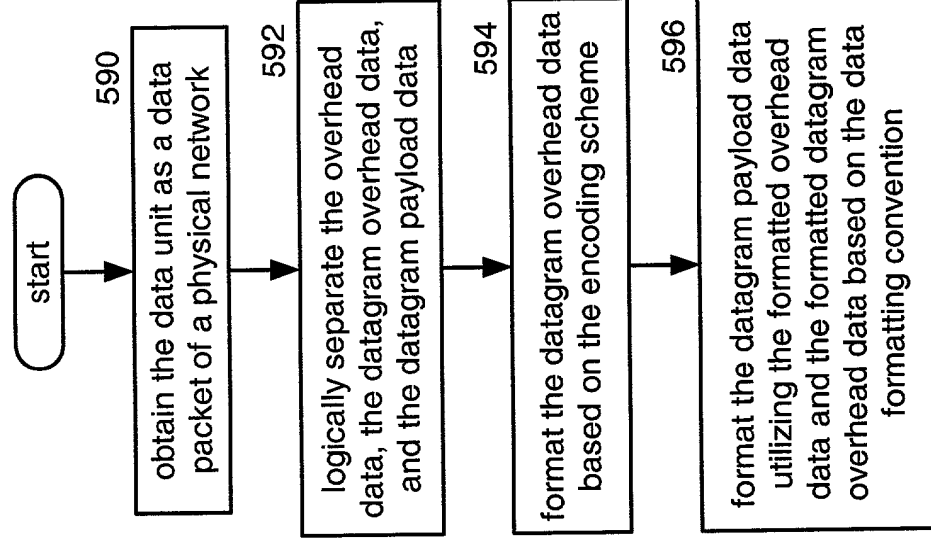 start
590
obtain the data unit as a data
packet of a physical network
592
logically separate the overhead
data, the datagram overhead data,
and the datagram payload data
594
format the datagram overhead data
based on the encoding scheme
596
format the datagram payload data
utilizing the formatted overhead
data and the formatted datagram
overhead data based on the data
formatting convention